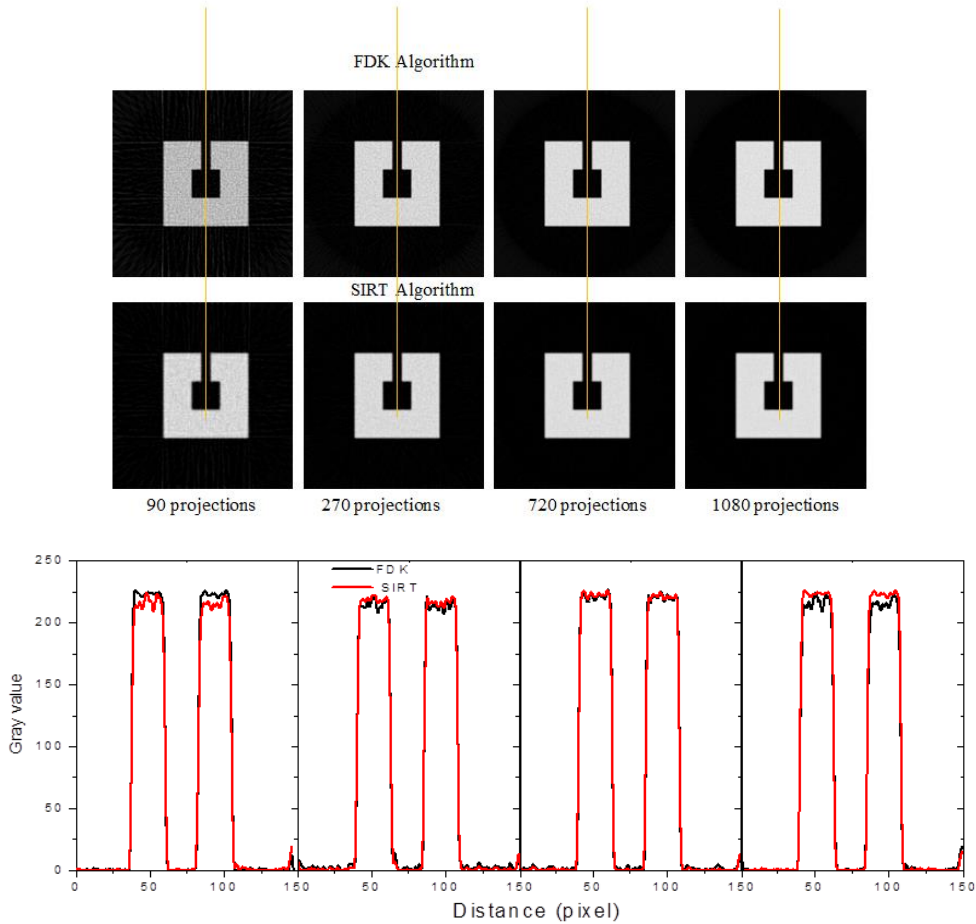 FDK Algorithm
SIRT Algorithm
90 projections
270 projections
720 projections
1080 projections
FDK
SIRT
250
200
150
100
50
0
Gray value
0
50
100
150
50
100
150
50
100
150
50
100
150
Distance (pixel)